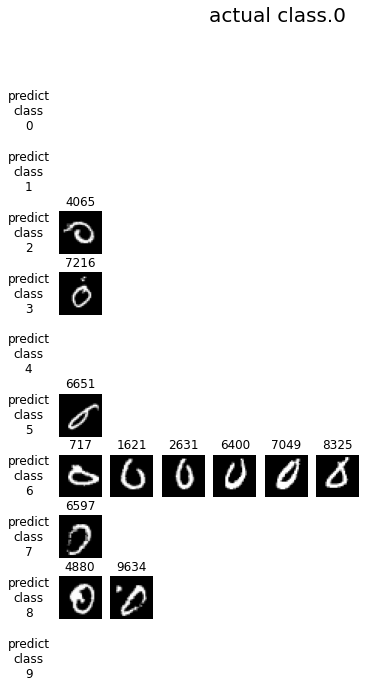 actual class.0
predict
class
0
predict
class
1
4065
predict
class
2
7216
predict
class
3
predict
class
4
6651
predict
class
5
717 1621 2631 6400 7049 8325
predict
class
6
6597
predict
class
7
4880 9634
predict
class
8
predict
class
9